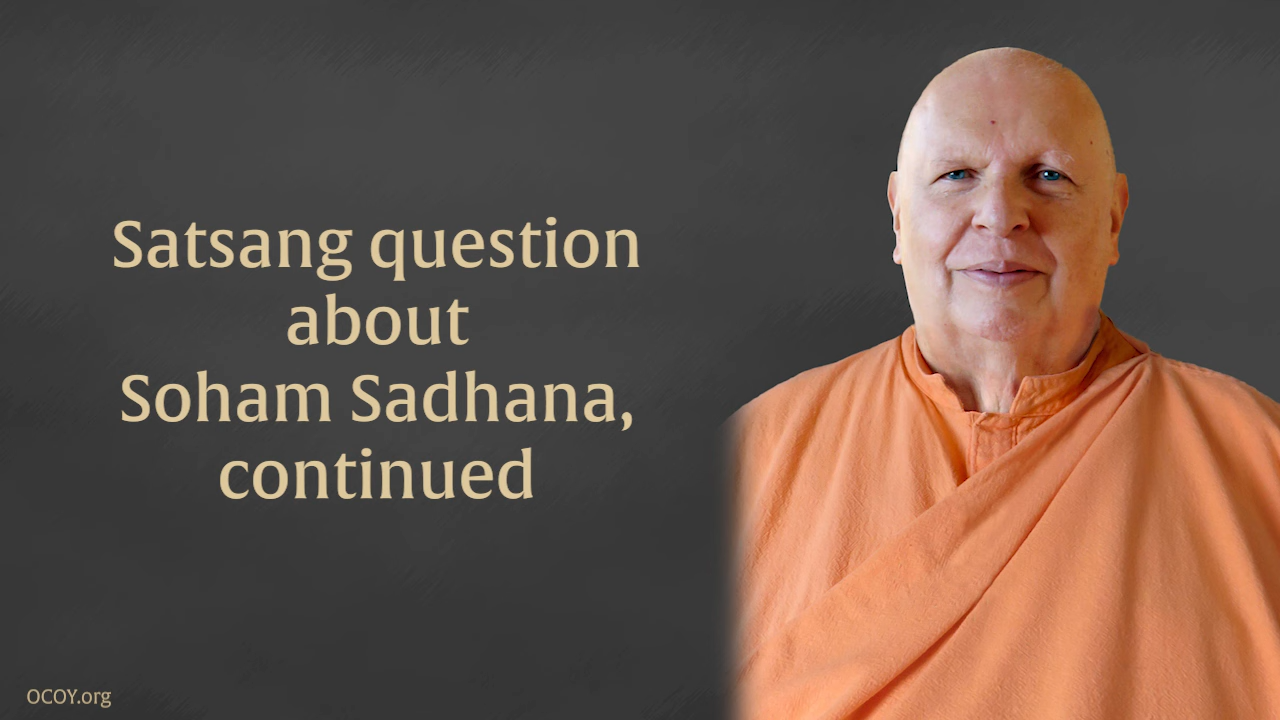 Satsang question
about
Soham Sadhana,
continued
OCOY.org